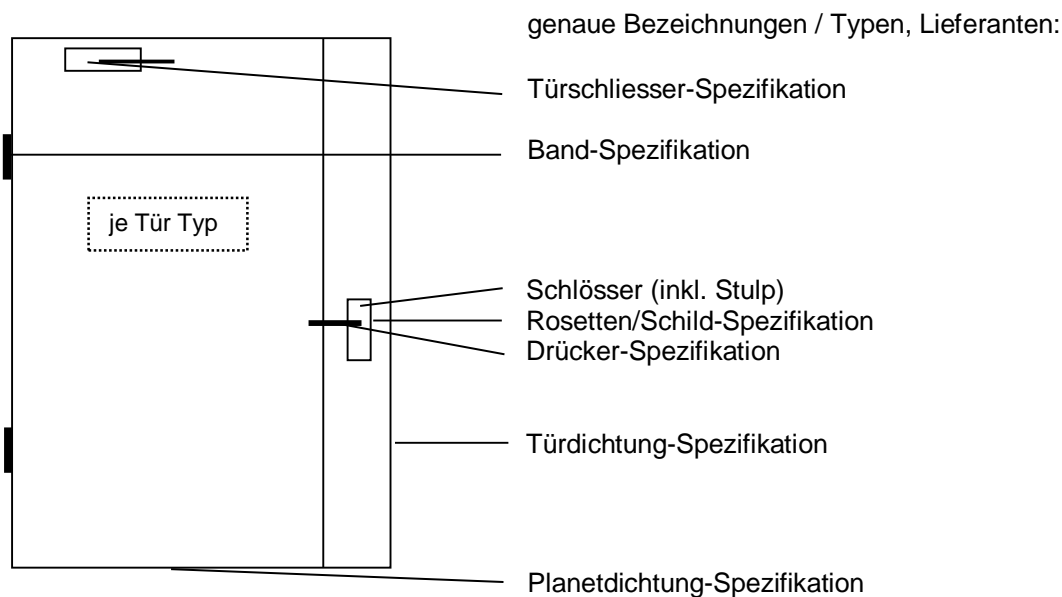 genaue Bezeichnungen / Typen, Lieferanten:
Türschliesser-Spezifikation
Band-Spezifikation
je Tür Typ
Schlösser (inkl. Stulp)
Rosetten/Schild-Spezifikation
Drücker-Spezifikation
Türdichtung-Spezifikation
Planetdichtung-Spezifikation